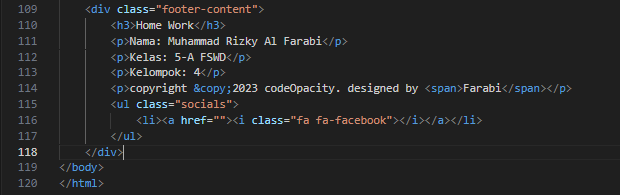 109 <div class="footer-content">
110 <h3>Home Work</h3>
111 <p>Nama: Muhammad Rizky Al Farabi</p>
112 <p>Kelas: 5-A FSWD</p>
113 <p>Kelompok: 4</p>
114 <p>copyright &copy;2023 codeOpacity. designed by <span>Farabi</span></p>
115 <ul class="socials">
116 <li><a href=""><i class="fa fa-facebook"></i></a></li>
117 </ul>
118 </div>
119 </body>
120 </html>